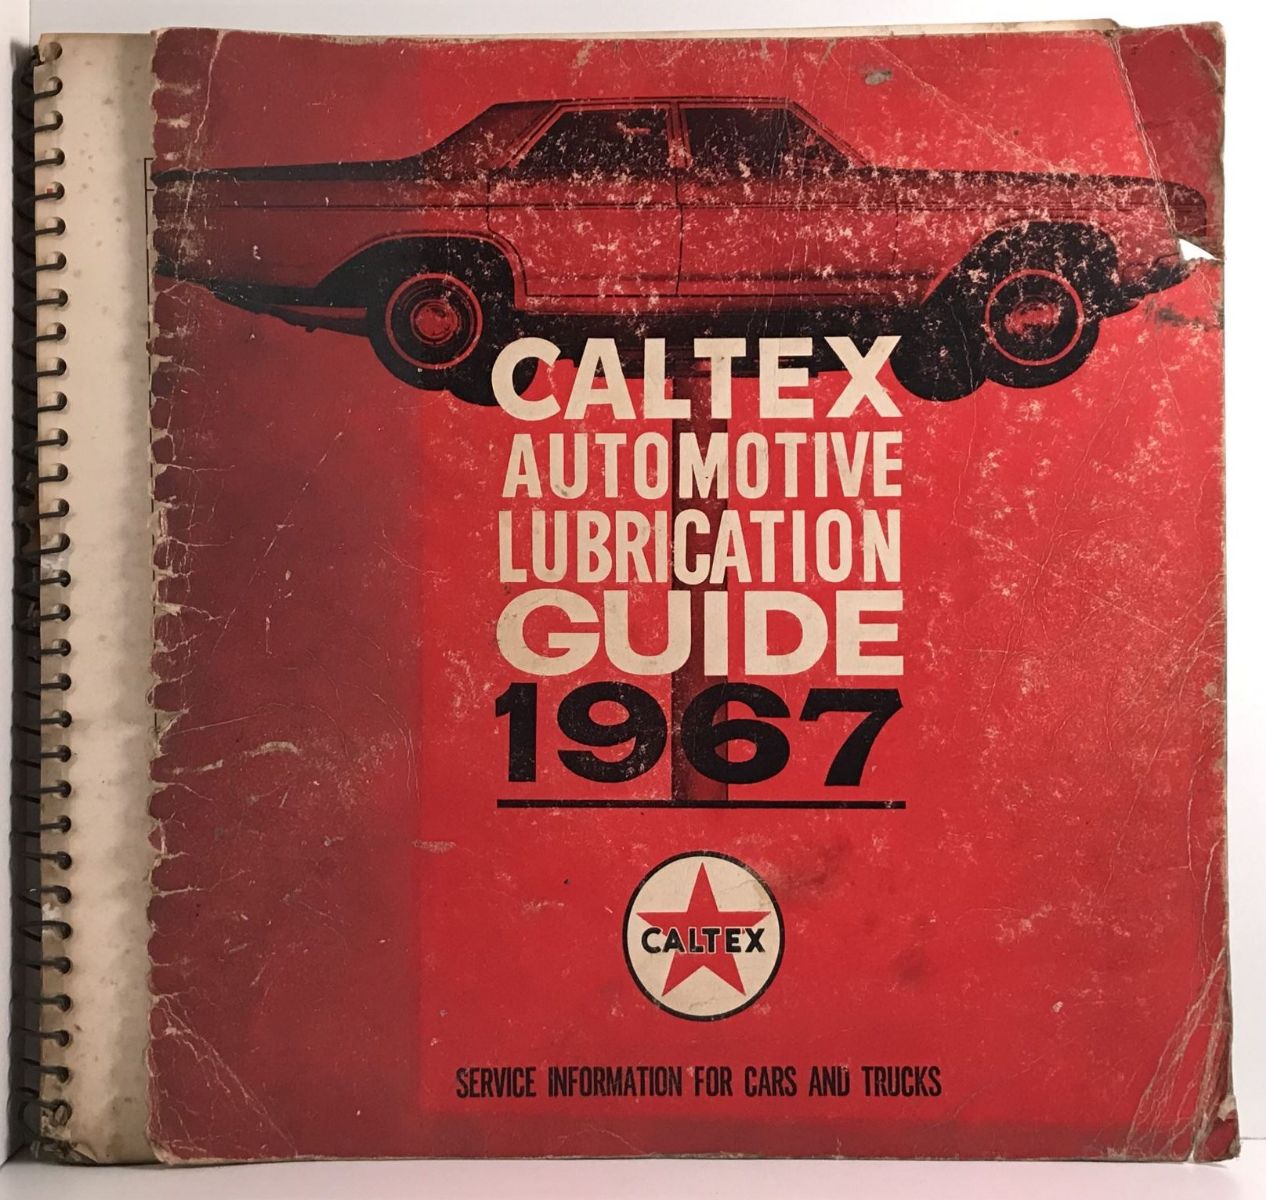 CALTEX
AUTOMOTIVE
LUBRICATION
GUIDE
1967
CALTEX
SERVICE INFORMATION FOR CARS AND TRUCKS